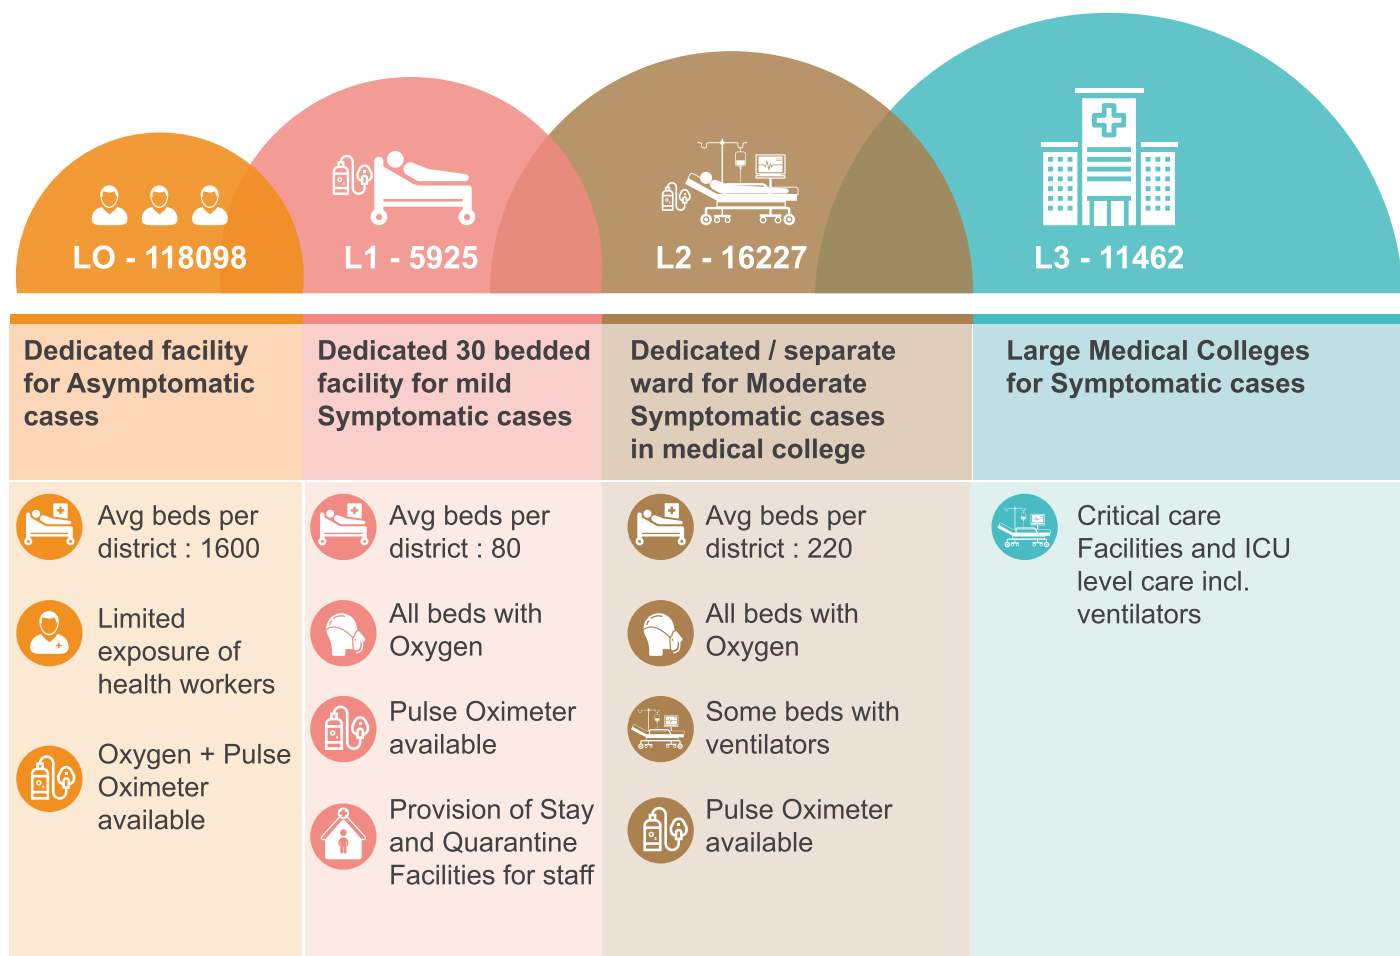 LO - 118098
L1 - 5925
L2 - 16227
L3 - 11462
Dedicated facility
for Asymptomatic
cases
Dedicated 30 bedded
facility for mild
Symptomatic cases
Dedicated / separate
ward for Moderate
Symptomatic cases
in medical college
Large Medical Colleges
for Symptomatic cases
Avg beds per
district : 1600
Limited
exposure of
health workers
Oxygen + Pulse
Oximeter
available
Avg beds per
district : 80
All beds with
Oxygen
Pulse Oximeter
available
Provision of Stay
and Quarantine
Facilities for staff
Avg beds per
district : 220
All beds with
Oxygen
Some beds with
ventilators
Pulse Oximeter
available
Critical care
Facilities and ICU
level care incl.
ventilators